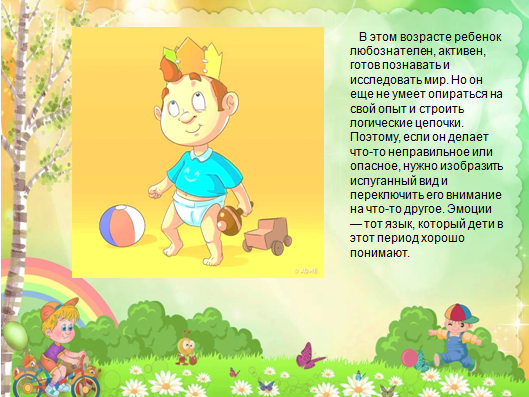 В этом возрасте ребенок
любознателен, активен,
готов познавать и
исследовать мир. Но он
еще не умеет опираться на
свой опыт и строить
логические цепочки.
Поэтому, если он делает
что-то неправильное или
опасное, нужно изобразить
испуганный вид и
переключить его внимание
на что-то другое. Эмоции
— тот язык, который дети в
этот период хорошо
понимают.
© ADME